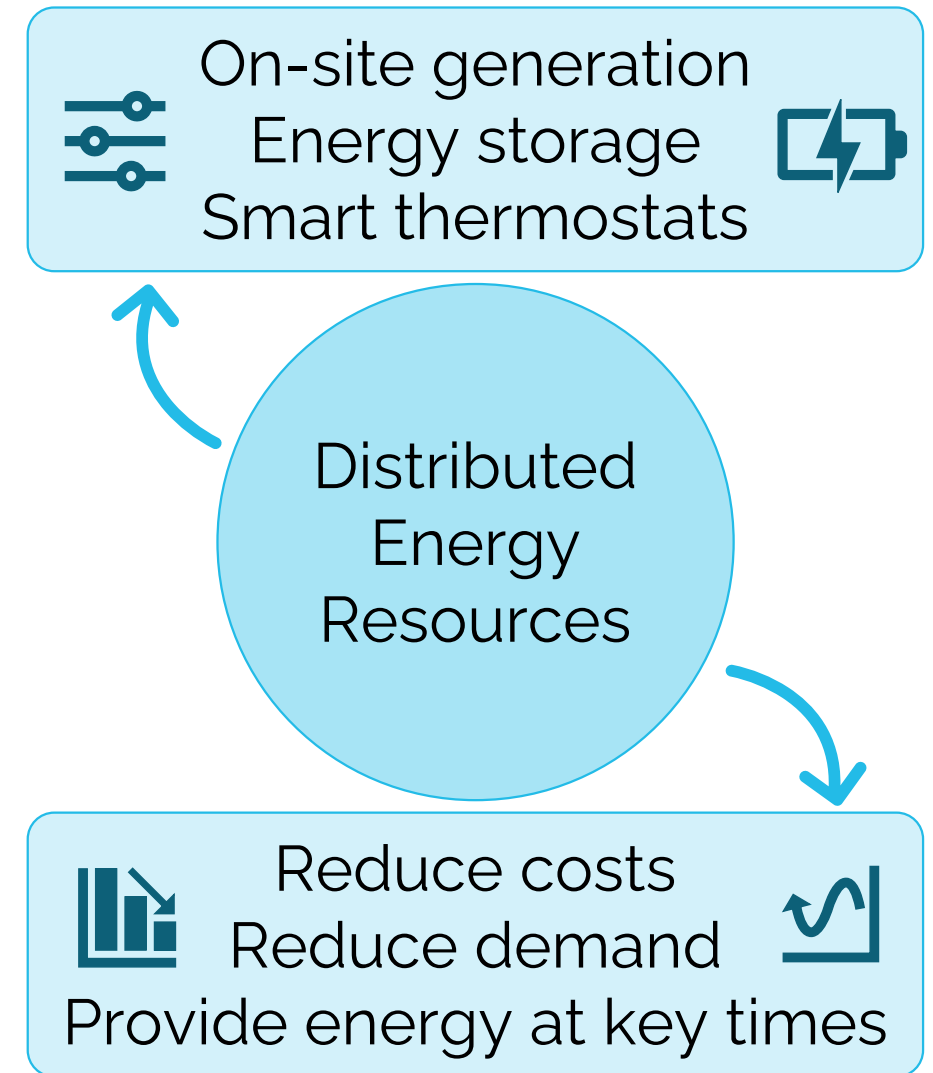 On-site generation
Energy storage
Smart thermostats
Distributed
Energy
Resources
Reduce costs
Reduce demand
Provide energy at key times